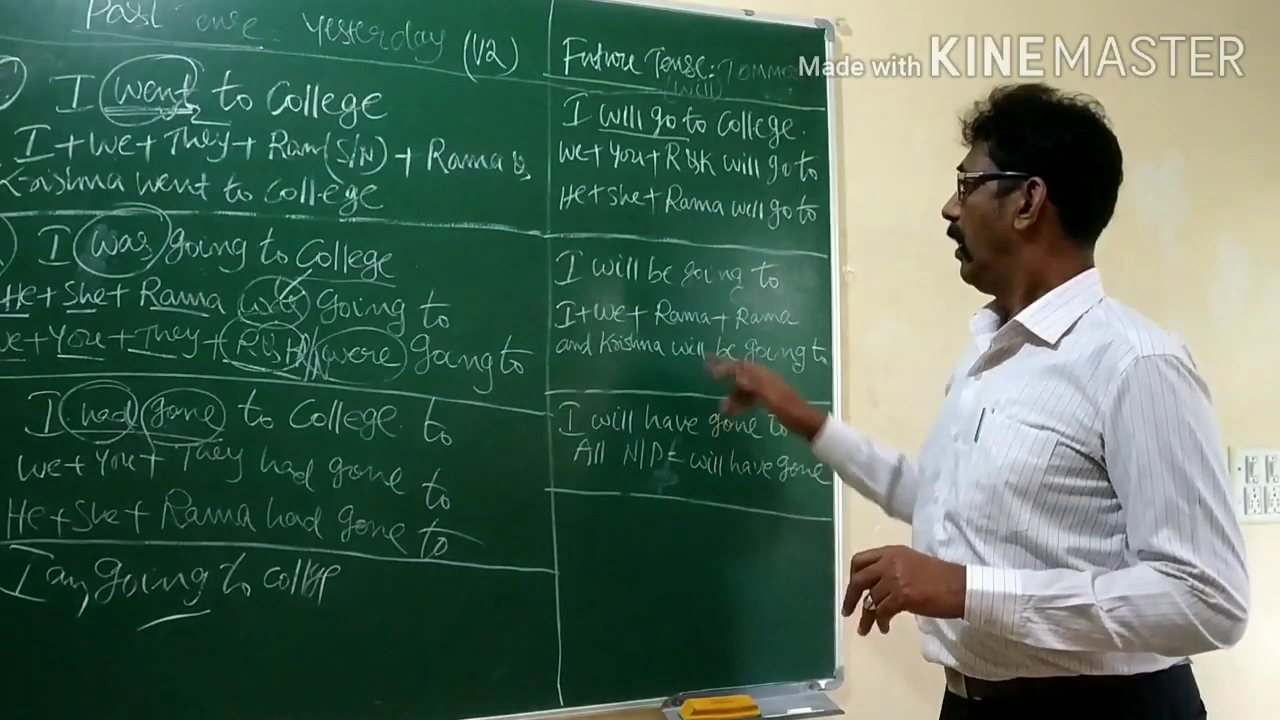 Past ense yesterday (V2)
I went to College
I + we + They + Ram (S/N) + Rama &
Krishna went to college
I was going to College
He + She + Rama was going to
we + You + They + R&K were going to
I had gone to College to
we + You + They had gone to
He + She + Rama had gone to
I am going to college
Future Tense: Tommo
(will)
I will go to College.
we + You + R&K will go to
He + She + Rama will go to
I will be going to
I + we + Rama + Rama
and Krishna will be going to
I will have gone to
All N/P will have gone
Made with KINEMASTER